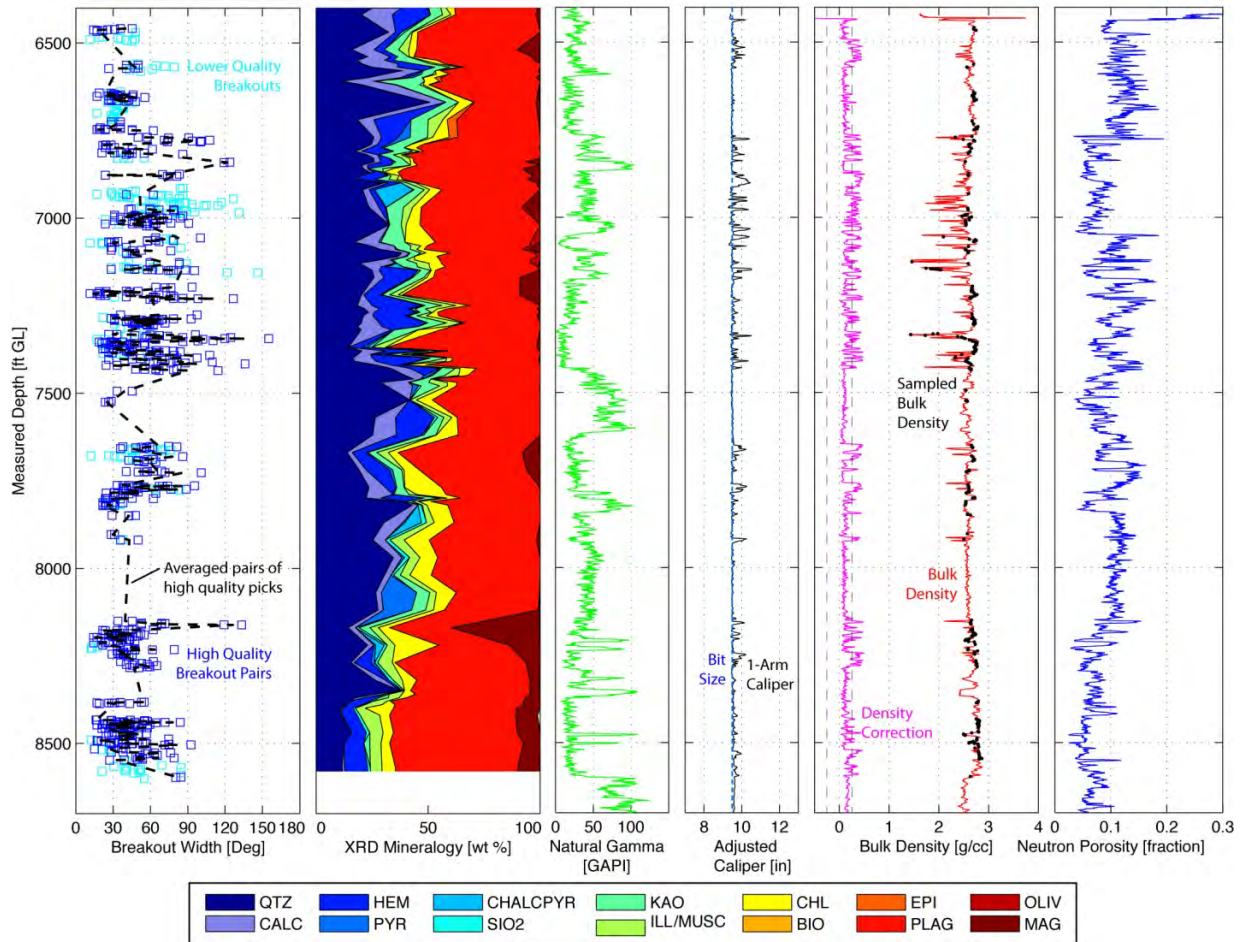 6500
7000
7500
8000
8500
Measured Depth [ft GL]
Lower Quality
Breakouts
Averaged pairs of
high quality picks
High Quality
Breakout Pairs
0 30 60 90 120 150 180
Breakout Width [Deg]
0 50 100
XRD Mineralogy [wt %]
0 50 100
Natural Gamma
[GAPI]
Bit
Size
1-Arm
Caliper
8 10 12
Adjusted
Caliper [in]
Sampled
Bulk
Density
Bulk
Density
Density
Correction
0 1 2 3 4
Bulk Density [g/cc]
0 0.1 0.2 0.3
Neutron Porosity [fraction]
QTZ HEM CHALCPYR KAO CHL EPI OLIV
CALC PYR SIO2 ILL/MUSC BIO PLAG MAG